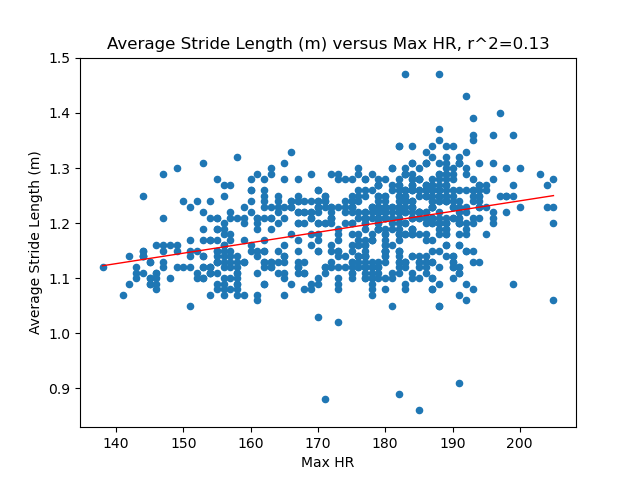 Average Stride Length (m) versus Max HR, r^2=0.13
Average Stride Length (m)
1.5
1.4
1.3
1.2
1.1
1.0
0.9
140 150 160 170 180 190 200
Max HR